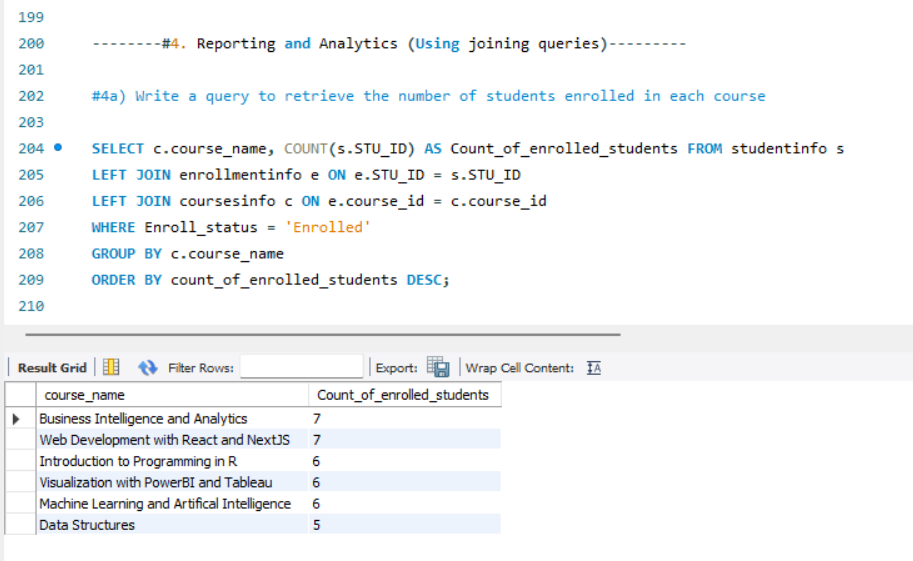 199
200 --------#4. Reporting and Analytics (Using joining queries)---------
201
202 #4a) Write a query to retrieve the number of students enrolled in each course
203
204 SELECT c.course_name, COUNT(s.STU_ID) AS Count_of_enrolled_students FROM studentinfo s
205 LEFT JOIN enrollmentinfo e ON e.STU_ID = s.STU_ID
206 LEFT JOIN coursesinfo c ON e.course_id = c.course_id
207 WHERE Enroll_status = 'Enrolled'
208 GROUP BY c.course_name
209 ORDER BY count_of_enrolled_students DESC;
210
Result Grid Filter Rows: Export: Wrap Cell Content: IA
course_name Count_of_enrolled_students
Business Intelligence and Analytics 7
Web Development with React and NextJS 7
Introduction to Programming in R 6
Visualization with PowerBI and Tableau 6
Machine Learning and Artifical Intelligence 6
Data Structures 5